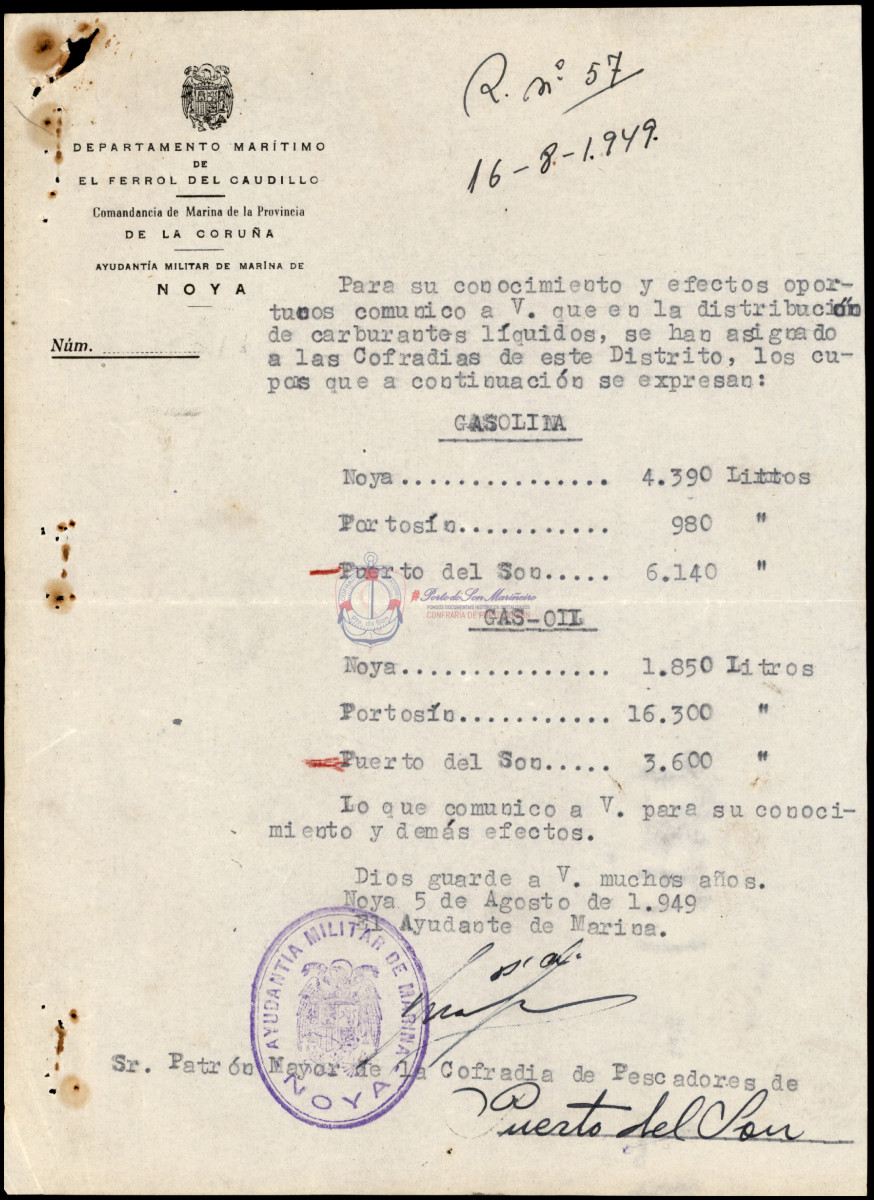 R. nº 57
16-8-1.949.
DEPARTAMENTO MARÍTIMO
DE
EL FERROL DEL CAUDILLO
Comandancia de Marina de la Provincia
DE LA CORUÑA
AYUDANTÍA MILITAR DE MARINA DE
NOYA
Núm.
Para su conocimiento y efectos opor-
tunos comunico a V. que en la distribución
de carburantes líquidos, se han asignado
a las Cofradias de este Distrito, los cu-
pos que a continuación se expresan:
GASOLINA
Noya............... 4.390 Litros
Portosín........... 980 "
Puerto del Son..... 6.140 "
#PortodoSonMariñeiro
CONFRARÍA DE
GAS-OIL
Noya............... 1.850 Litros
Portosín........... 16.300 "
Puerto del Son..... 3.600 "
Lo que comunico a V. para su conoci-
miento y demás efectos.
Dios guarde a V. muchos años.
Noya 5 de Agosto de 1.949
El Ayudante de Marina.
AYUDANTIA MILITAR DE MARINA
NOYA
Sr. Patrón Mayor de la Cofradia de Pescadores de
Puerto del Son